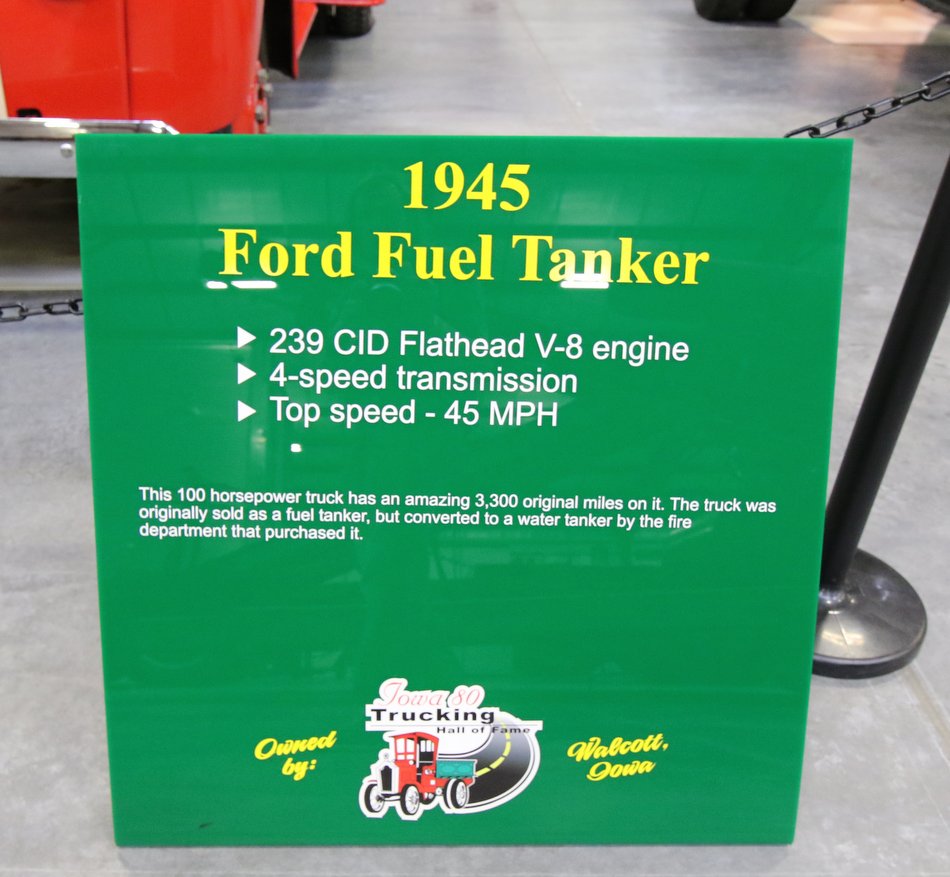 1945
Ford Fuel Tanker
239 CID Flathead V-8 engine
4-speed transmission
Top speed - 45 MPH
This 100 horsepower truck has an amazing 3,300 original miles on it. The truck was
originally sold as a fuel tanker, but converted to a water tanker by the fire
department that purchased it.
Owned
by:
Iowa 80
Trucking
Hall of Fame
Walcott,
Iowa